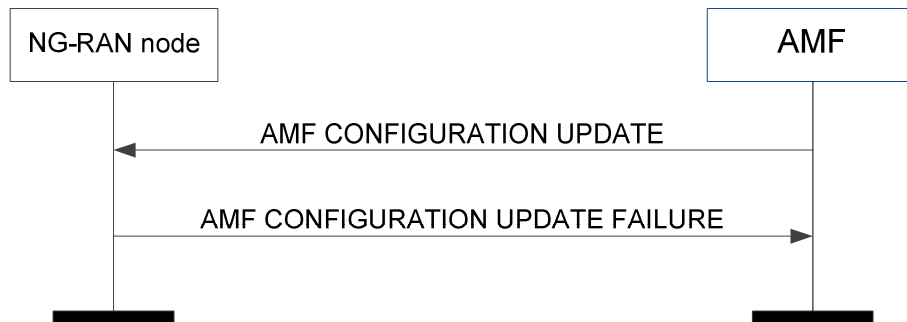 NG-RAN node
AMF
AMF CONFIGURATION UPDATE
AMF CONFIGURATION UPDATE FAILURE